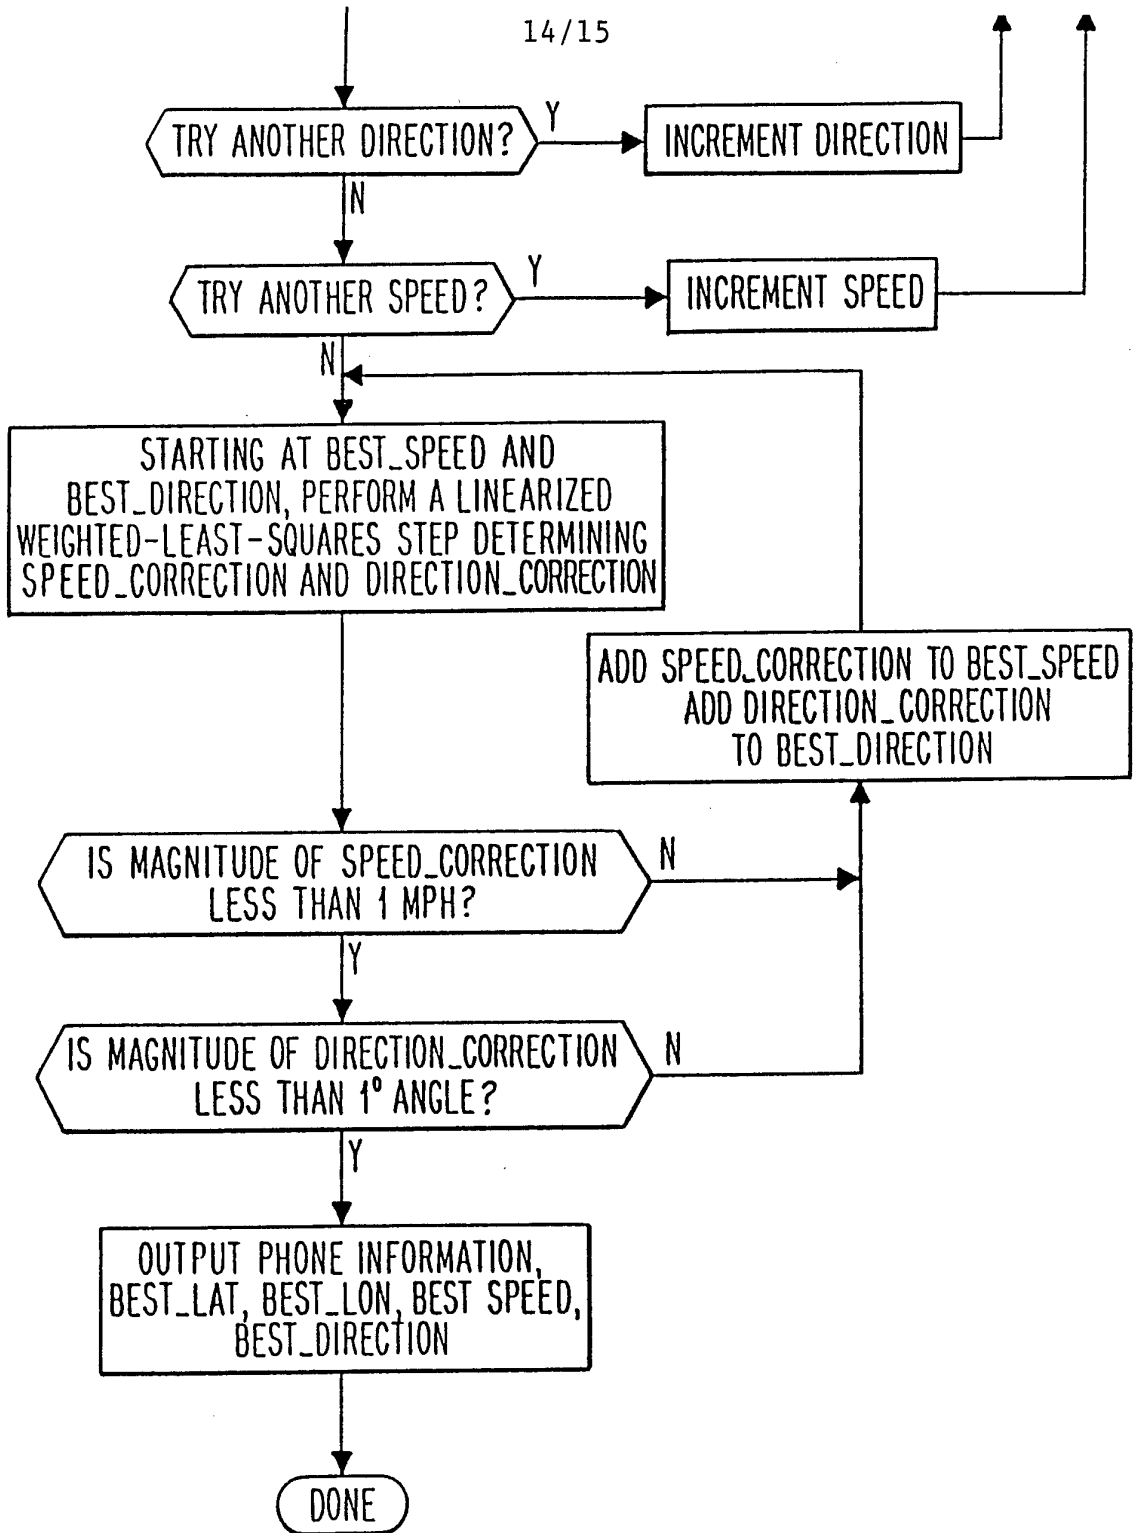 14/15
TRY ANOTHER DIRECTION?
Y
INCREMENT DIRECTION
N
TRY ANOTHER SPEED?
Y
INCREMENT SPEED
N
STARTING AT BEST_SPEED AND
BEST_DIRECTION, PERFORM A LINEARIZED
WEIGHTED-LEAST-SQUARES STEP DETERMINING
SPEED_CORRECTION AND DIRECTION_CORRECTION
ADD SPEED_CORRECTION TO BEST_SPEED
ADD DIRECTION_CORRECTION
TO BEST_DIRECTION
IS MAGNITUDE OF SPEED_CORRECTION
LESS THAN 1 MPH?
N
Y
IS MAGNITUDE OF DIRECTION_CORRECTION
LESS THAN 1° ANGLE?
N
Y
OUTPUT PHONE INFORMATION,
BEST_LAT, BEST_LON, BEST SPEED,
BEST_DIRECTION
DONE